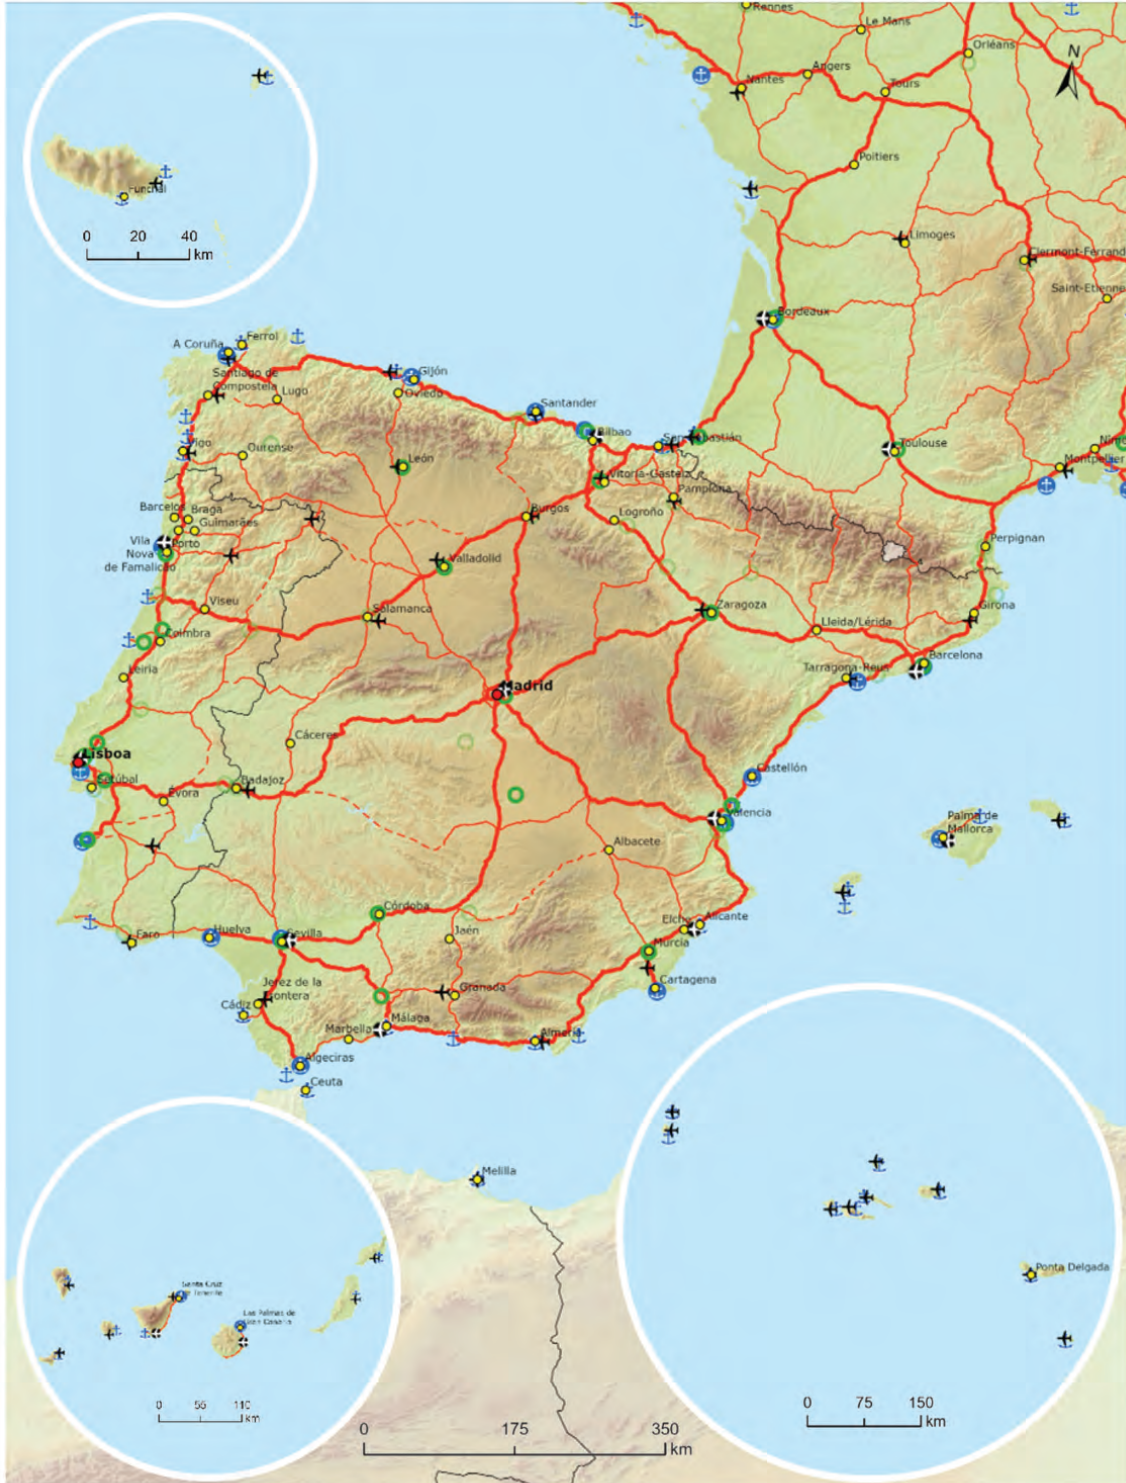 Rennes
Le Mans
Orléans
N
Angers
Nantes
Tours
Poitiers
Funchal
Limoges
0 20 40
km
Clermont-Ferrand
Saint-Etienne
Bordeaux
Ferrol
A Coruña
Gijón
Santiago de
Compostela
Lugo
Oviedo
Santander
Bilbao
San Sebastián
Toulouse
Vigo
Ourense
León
Vitoria-Gasteiz
Montpellier
Pamplona
Barcelos
Braga
Burgos
Logroño
Guimarães
Vila
Nova
de Famalicão
Porto
Perpignan
Valladolid
Viseu
Salamanca
Zaragoza
Girona
Lleida/Lérida
Coimbra
Barcelona
Leiria
Tarragona-Reus
Madrid
Cáceres
Lisboa
Setúbal
Badajoz
Castellón
Évora
Valencia
Palma de
Mallorca
Albacete
Córdoba
Elche
Alicante
Faro
Huelva
Sevilla
Jaén
Murcia
Jerez de la
Frontera
Granada
Cartagena
Cádiz
Marbella
Málaga
Almería
Algeciras
Ceuta
Melilla
Ponta Delgada
Santa Cruz
de Tenerife
Las Palmas de
Gran Canaria
0 55 110
km
0 175 350
km
0 75 150
km